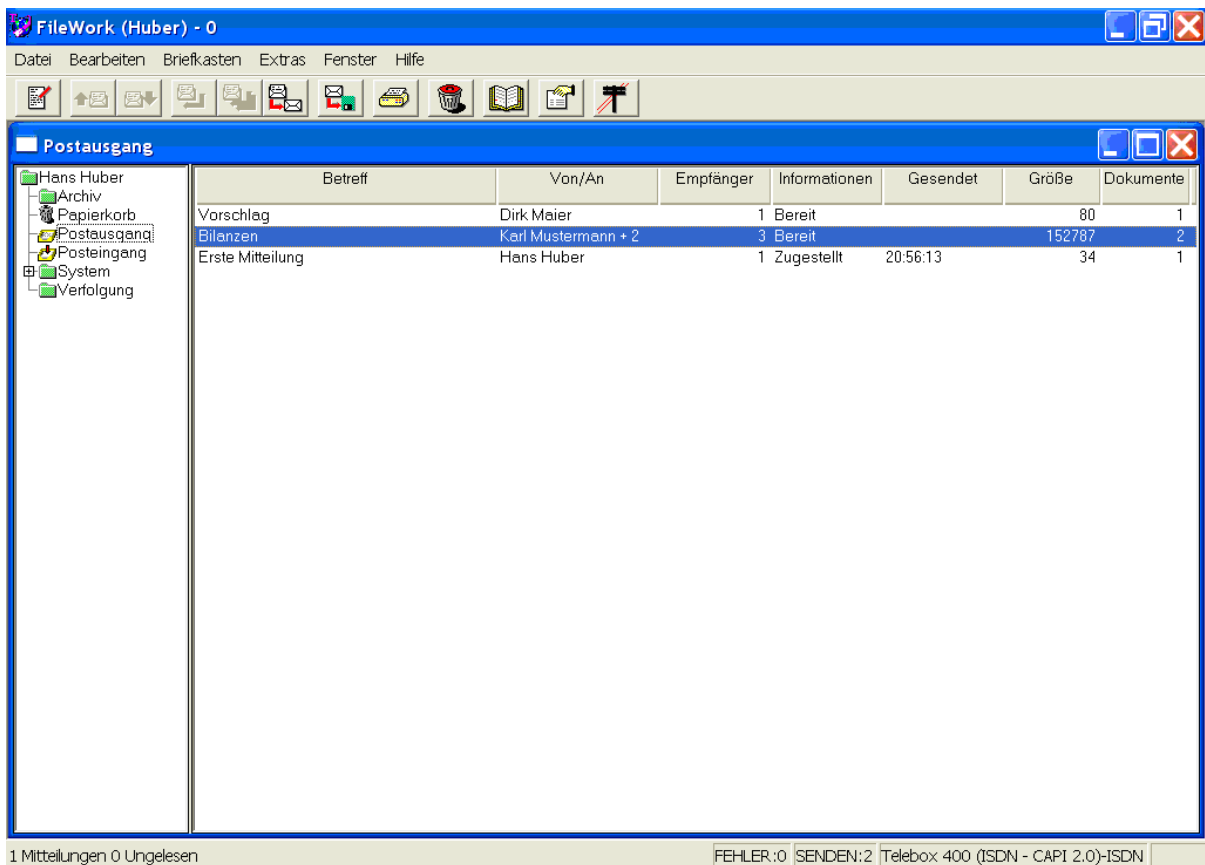 FileWork (Huber) - 0
Datei Bearbeiten Briefkasten Extras Fenster Hilfe
Postausgang
Hans Huber
Archiv
Papierkorb
Postausgang
Posteingang
System
Verfolgung
Betreff Von/An Empfänger Informationen Gesendet Größe Dokumente
Vorschlag Dirk Maier 1 Bereit 80 1
Bilanzen Karl Mustermann + 2 3 Bereit 152787 2
Erste Mitteilung Hans Huber 1 Zugestellt 20:56:13 34 1
1 Mitteilungen 0 Ungelesen FEHLER:0 SENDEN:2 Telebox 400 (ISDN - CAPI 2.0)-ISDN